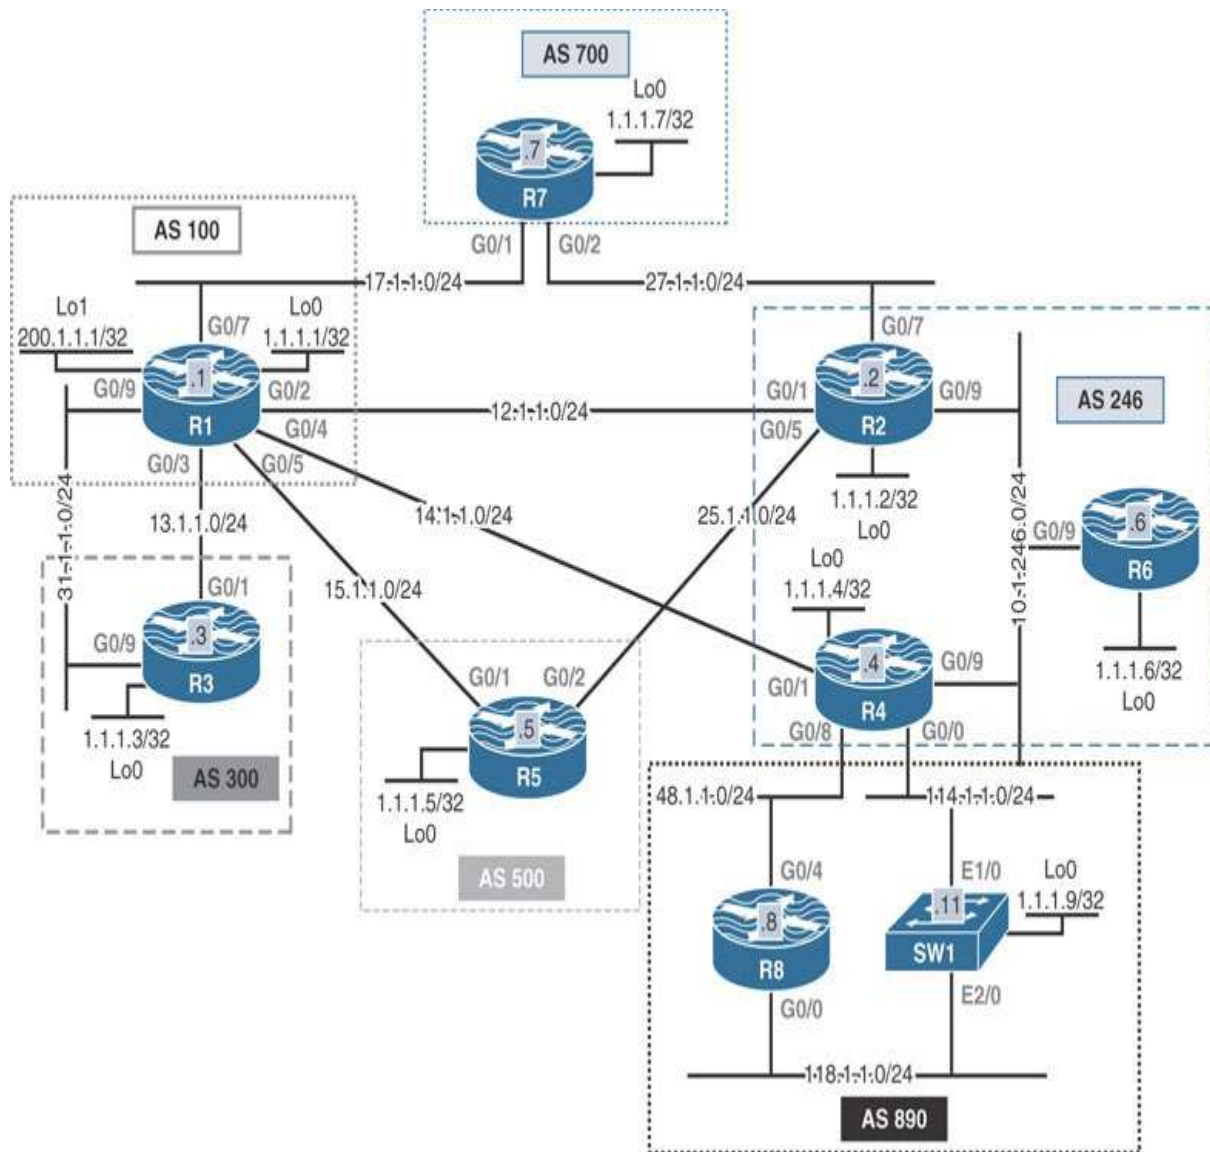 AS 700
Lo0
1.1.1.7/32
.7
R7
G0/1
G0/2
AS 100
17.1.1.0/24
27.1.1.0/24
Lo1
200.1.1.1/32
G0/7
Lo0
1.1.1.1/32
G0/7
G0/9
.1
G0/2
R1
G0/4
G0/3
G0/5
12.1.1.0/24
G0/1
.2
G0/9
G0/5
R2
AS 246
1.1.1.2/32
Lo0
31.1.1.0/24
13.1.1.0/24
14.1.1.0/24
25.1.1.0/24
10.1.246.0/24
G0/9
.6
R6
1.1.1.6/32
Lo0
15.1.1.0/24
G0/1
G0/9
.3
R3
1.1.1.3/32
Lo0
AS 300
Lo0
1.1.1.4/32
.4
G0/9
G0/1
R4
G0/8
G0/0
G0/1
G0/2
.5
R5
1.1.1.5/32
Lo0
AS 500
48.1.1.0/24
114.1.1.0/24
G0/4
E1/0
Lo0
1.1.1.9/32
.8
R8
.11
SW1
G0/0
E2/0
118.1.1.0/24
AS 890